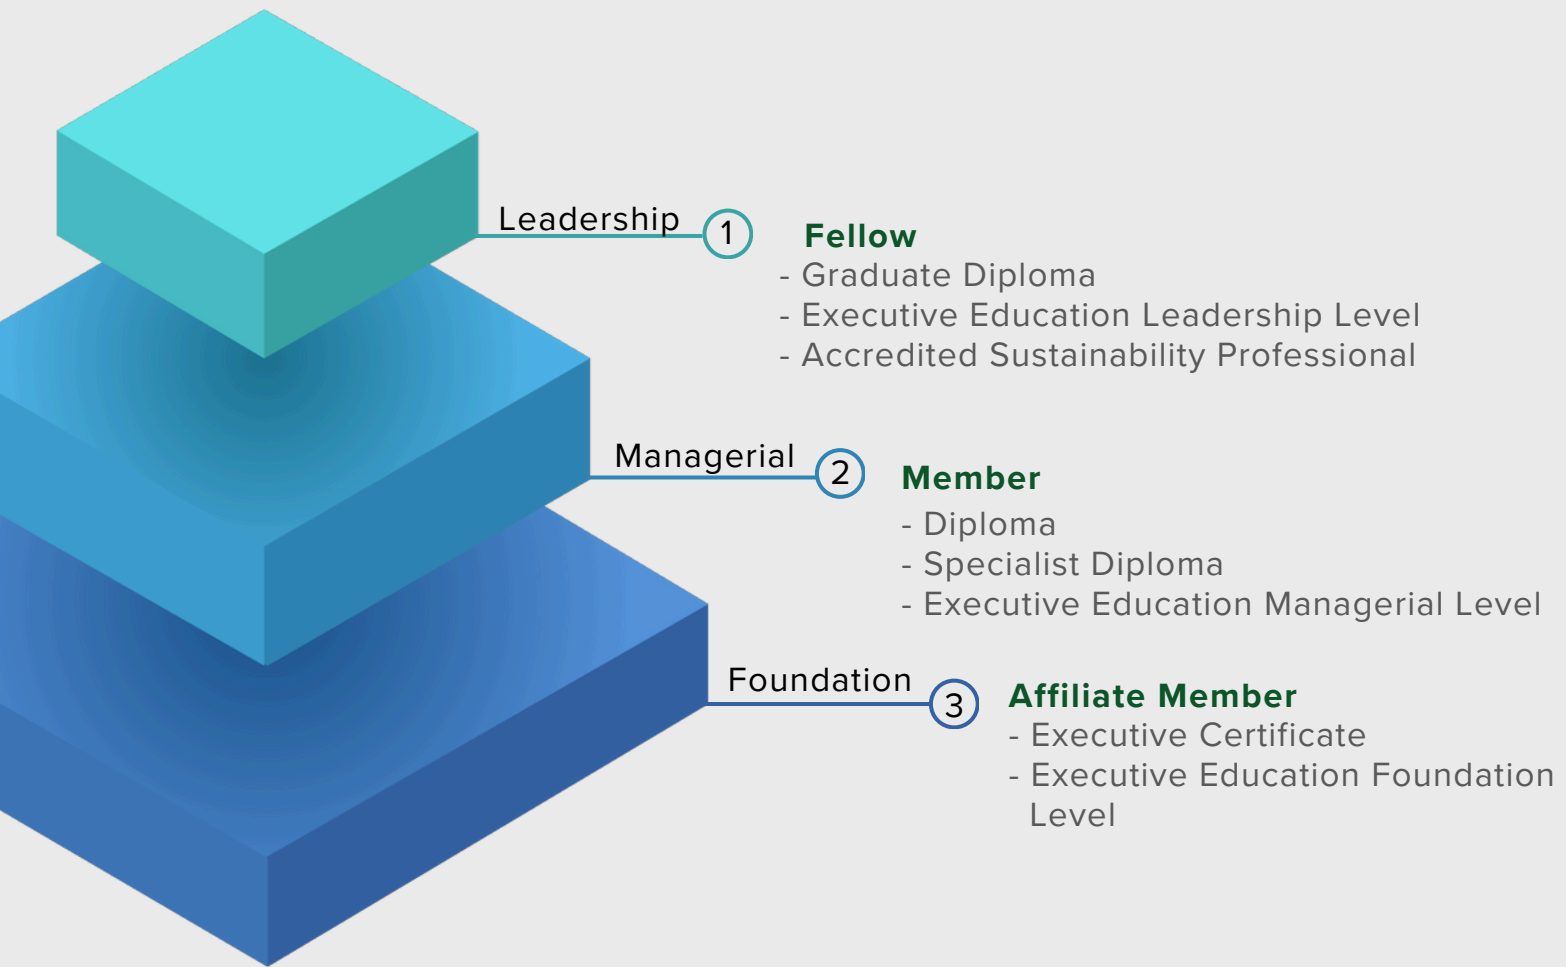 Leadership
1
Fellow
- Graduate Diploma
- Executive Education Leadership Level
- Accredited Sustainability Professional
Managerial
2
Member
- Diploma
- Specialist Diploma
- Executive Education Managerial Level
Foundation
3
Affiliate Member
- Executive Certificate
- Executive Education Foundation
Level